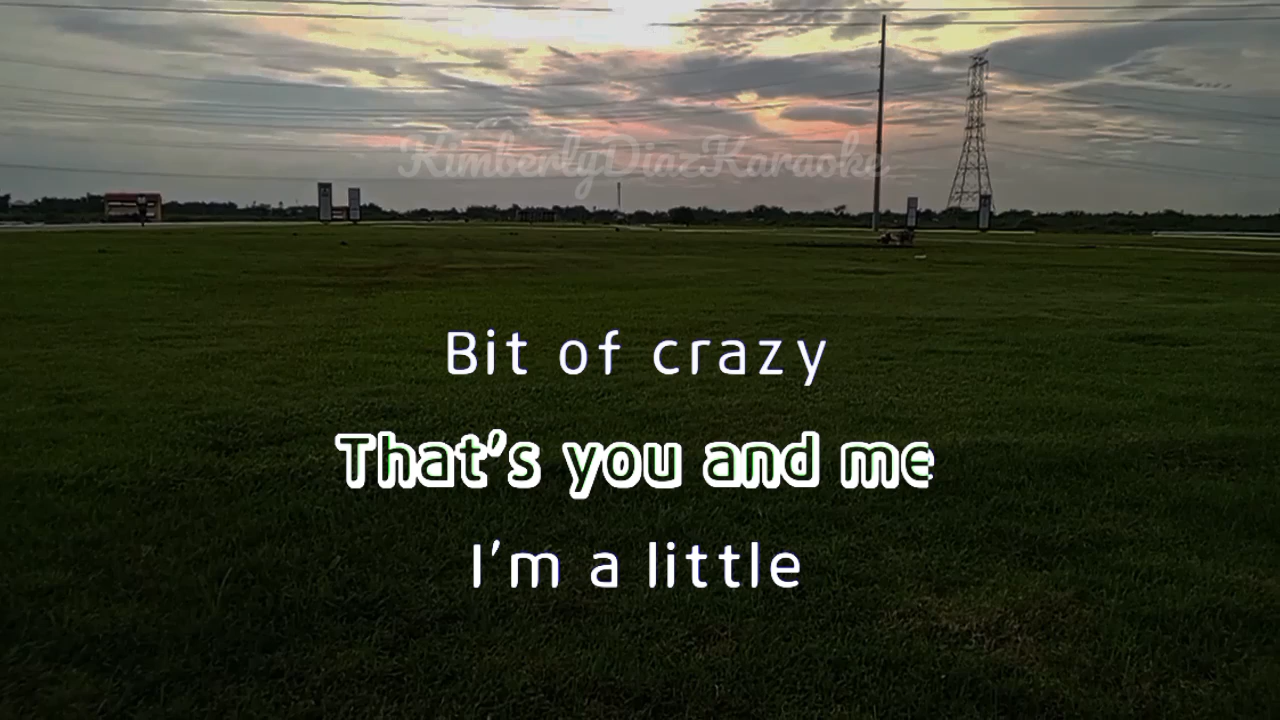 KimberlyDiazKaraoke
Bit of crazy
That's you and me
I'm a little